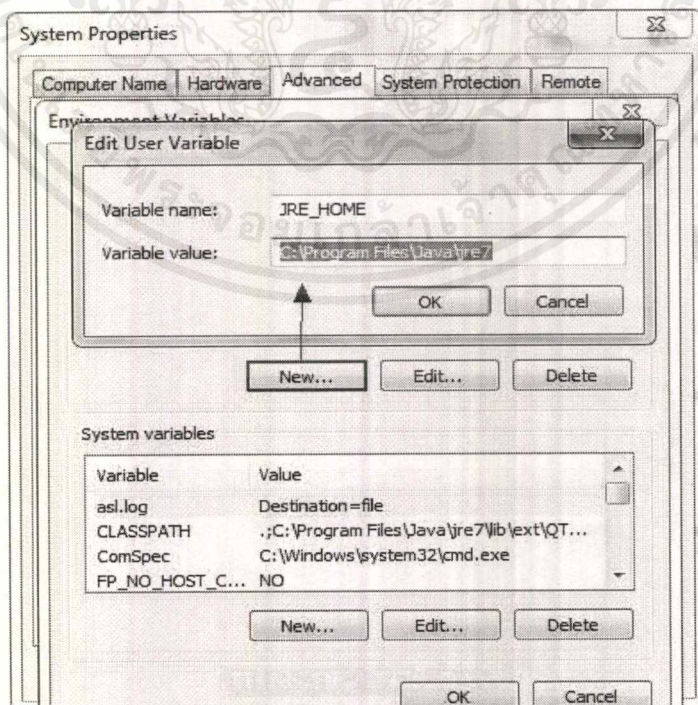 System Properties
Computer Name Hardware Advanced System Protection Remote
Environment Variables
Edit User Variable
Variable name: JRE_HOME
Variable value: C:\Program Files\Java\jre7
OK Cancel
New... Edit... Delete
System variables
Variable Value
asl.log Destination=file
CLASSPATH .;C:\Program Files\Java\jre7\lib\ext\QT...
ComSpec C:\Windows\system32\cmd.exe
FP_NO_HOST_C... NO
New... Edit... Delete
OK Cancel